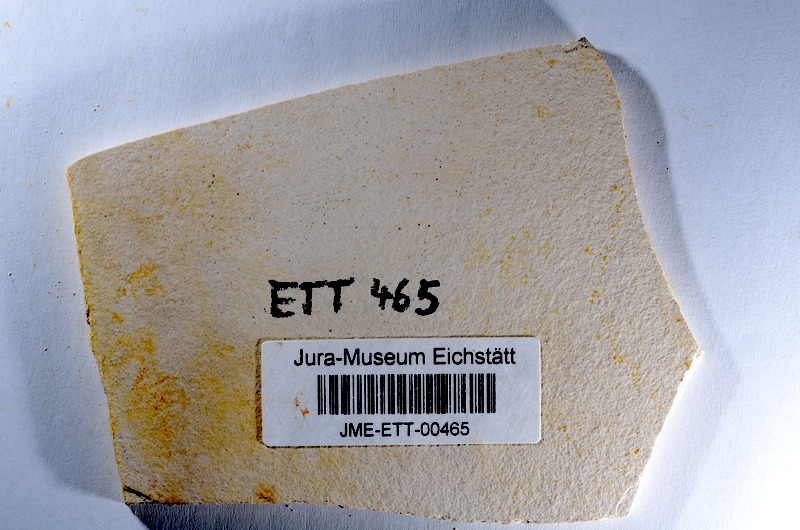 ETT 465
Jura-Museum Eichstätt
JME-ETT-00465